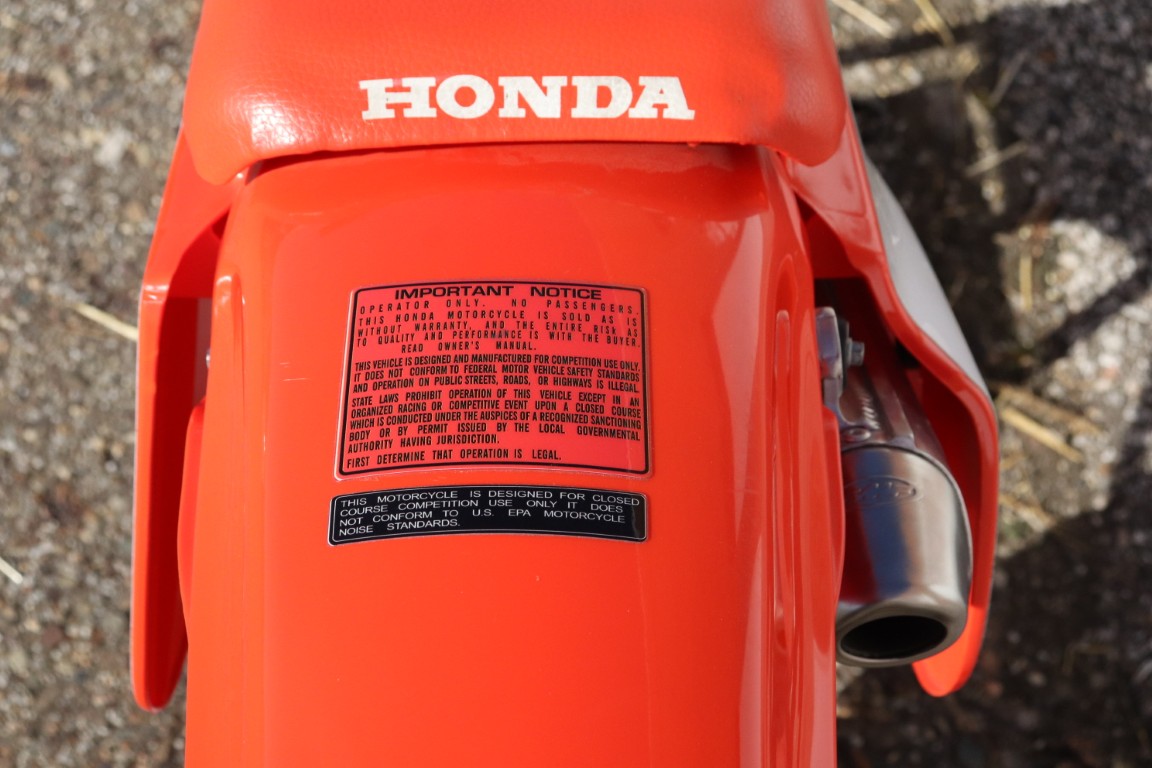 HONDA
IMPORTANT NOTICE
OPERATOR ONLY. NO PASSENGERS.
THIS HONDA MOTORCYCLE IS SOLD AS IS
WITHOUT WARRANTY, AND THE ENTIRE RISK AS
TO QUALITY AND PERFORMANCE IS WITH THE BUYER.
READ OWNER'S MANUAL.
THIS VEHICLE IS DESIGNED AND MANUFACTURED FOR COMPETITION USE ONLY.
IT DOES NOT CONFORM TO FEDERAL MOTOR VEHICLE SAFETY STANDARDS
AND OPERATION ON PUBLIC STREETS, ROADS, OR HIGHWAYS IS ILLEGAL.
STATE LAWS PROHIBIT OPERATION OF THIS VEHICLE EXCEPT IN AN
ORGANIZED RACING OR COMPETITIVE EVENT UPON A CLOSED COURSE
WHICH IS CONDUCTED UNDER THE AUSPICES OF A RECOGNIZED SANCTIONING
BODY OR BY PERMIT ISSUED BY THE LOCAL GOVERNMENTAL
AUTHORITY HAVING JURISDICTION.
FIRST DETERMINE THAT OPERATION IS LEGAL.
THIS MOTORCYCLE IS DESIGNED FOR CLOSED
COURSE COMPETITION USE ONLY IT DOES
NOT CONFORM TO U.S. EPA MOTORCYCLE
NOISE STANDARDS.